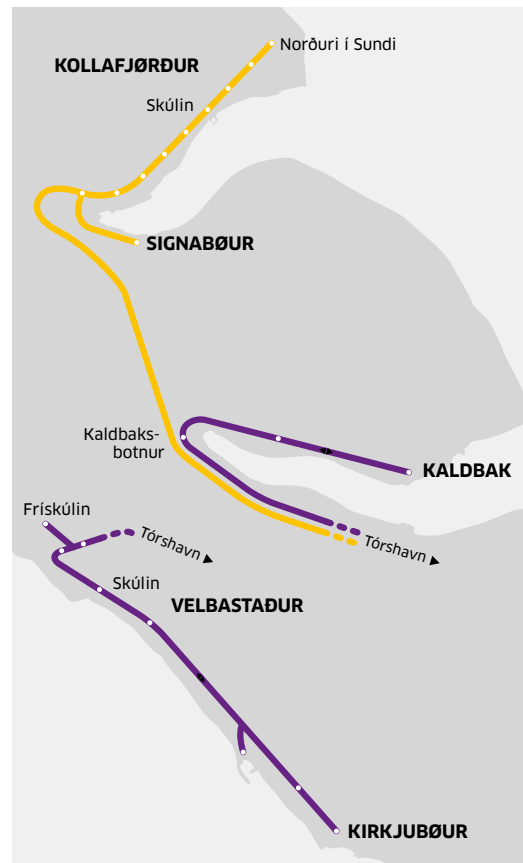 Norðuri í Sundi
KOLLAFJØRÐUR
Skúlin
SIGNABØUR
Kaldbaks-
botnur
KALDBAK
Frískúlin
Tórshavn
Tórshavn
Skúlin
VELBASTAÐUR
KIRKJUBØUR